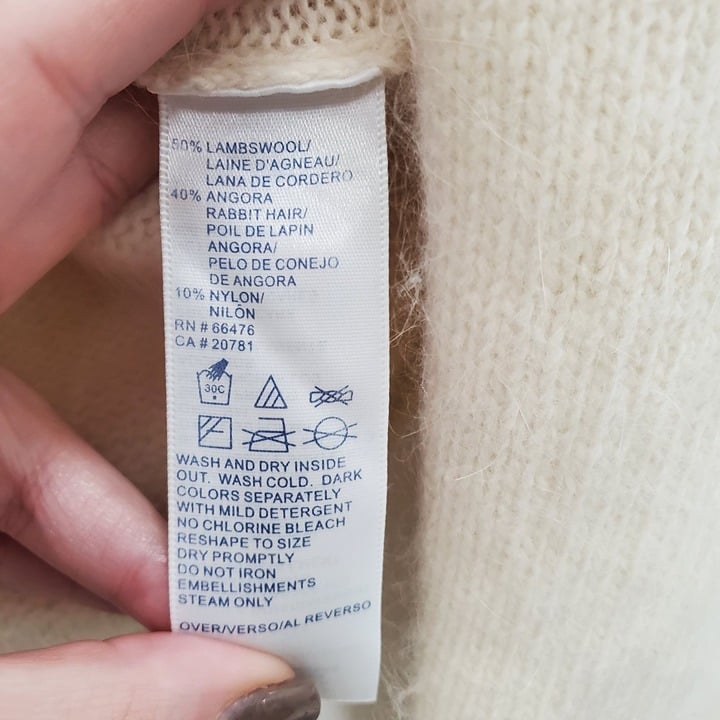 50% LAMBSWOOL/
LAINE D'AGNEAU/
LANA DE CORDERO
40% ANGORA
RABBIT HAIR/
POIL DE LAPIN
ANGORA/
PELO DE CONEJO
DE ANGORA
10% NYLON/
NILÔN
RN # 66476
CA # 20781
30C
WASH AND DRY INSIDE
OUT. WASH COLD. DARK
COLORS SEPARATELY
WITH MILD DETERGENT
NO CHLORINE BLEACH
RESHAPE TO SIZE
DRY PROMPTLY
DO NOT IRON
EMBELLISHMENTS
STEAM ONLY
OVER/VERSO/AL REVERSO